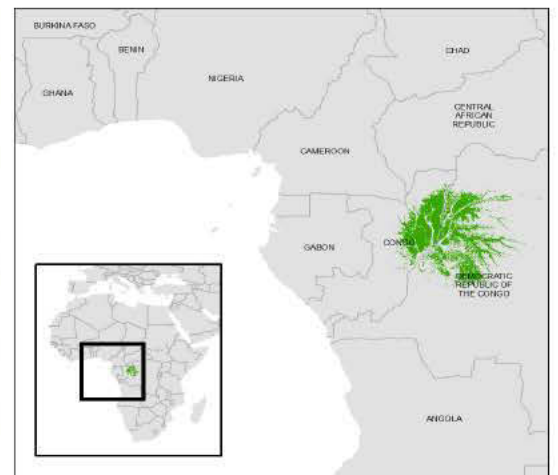 BURKINA FASO
BENIN
GHANA
NIGERIA
CHAD
CENTRAL
AFRICAN
REPUBLIC
CAMEROON
GABON
CONGO
DEMOCRATIC
REPUBLIC OF
THE CONGO
ANGOLA